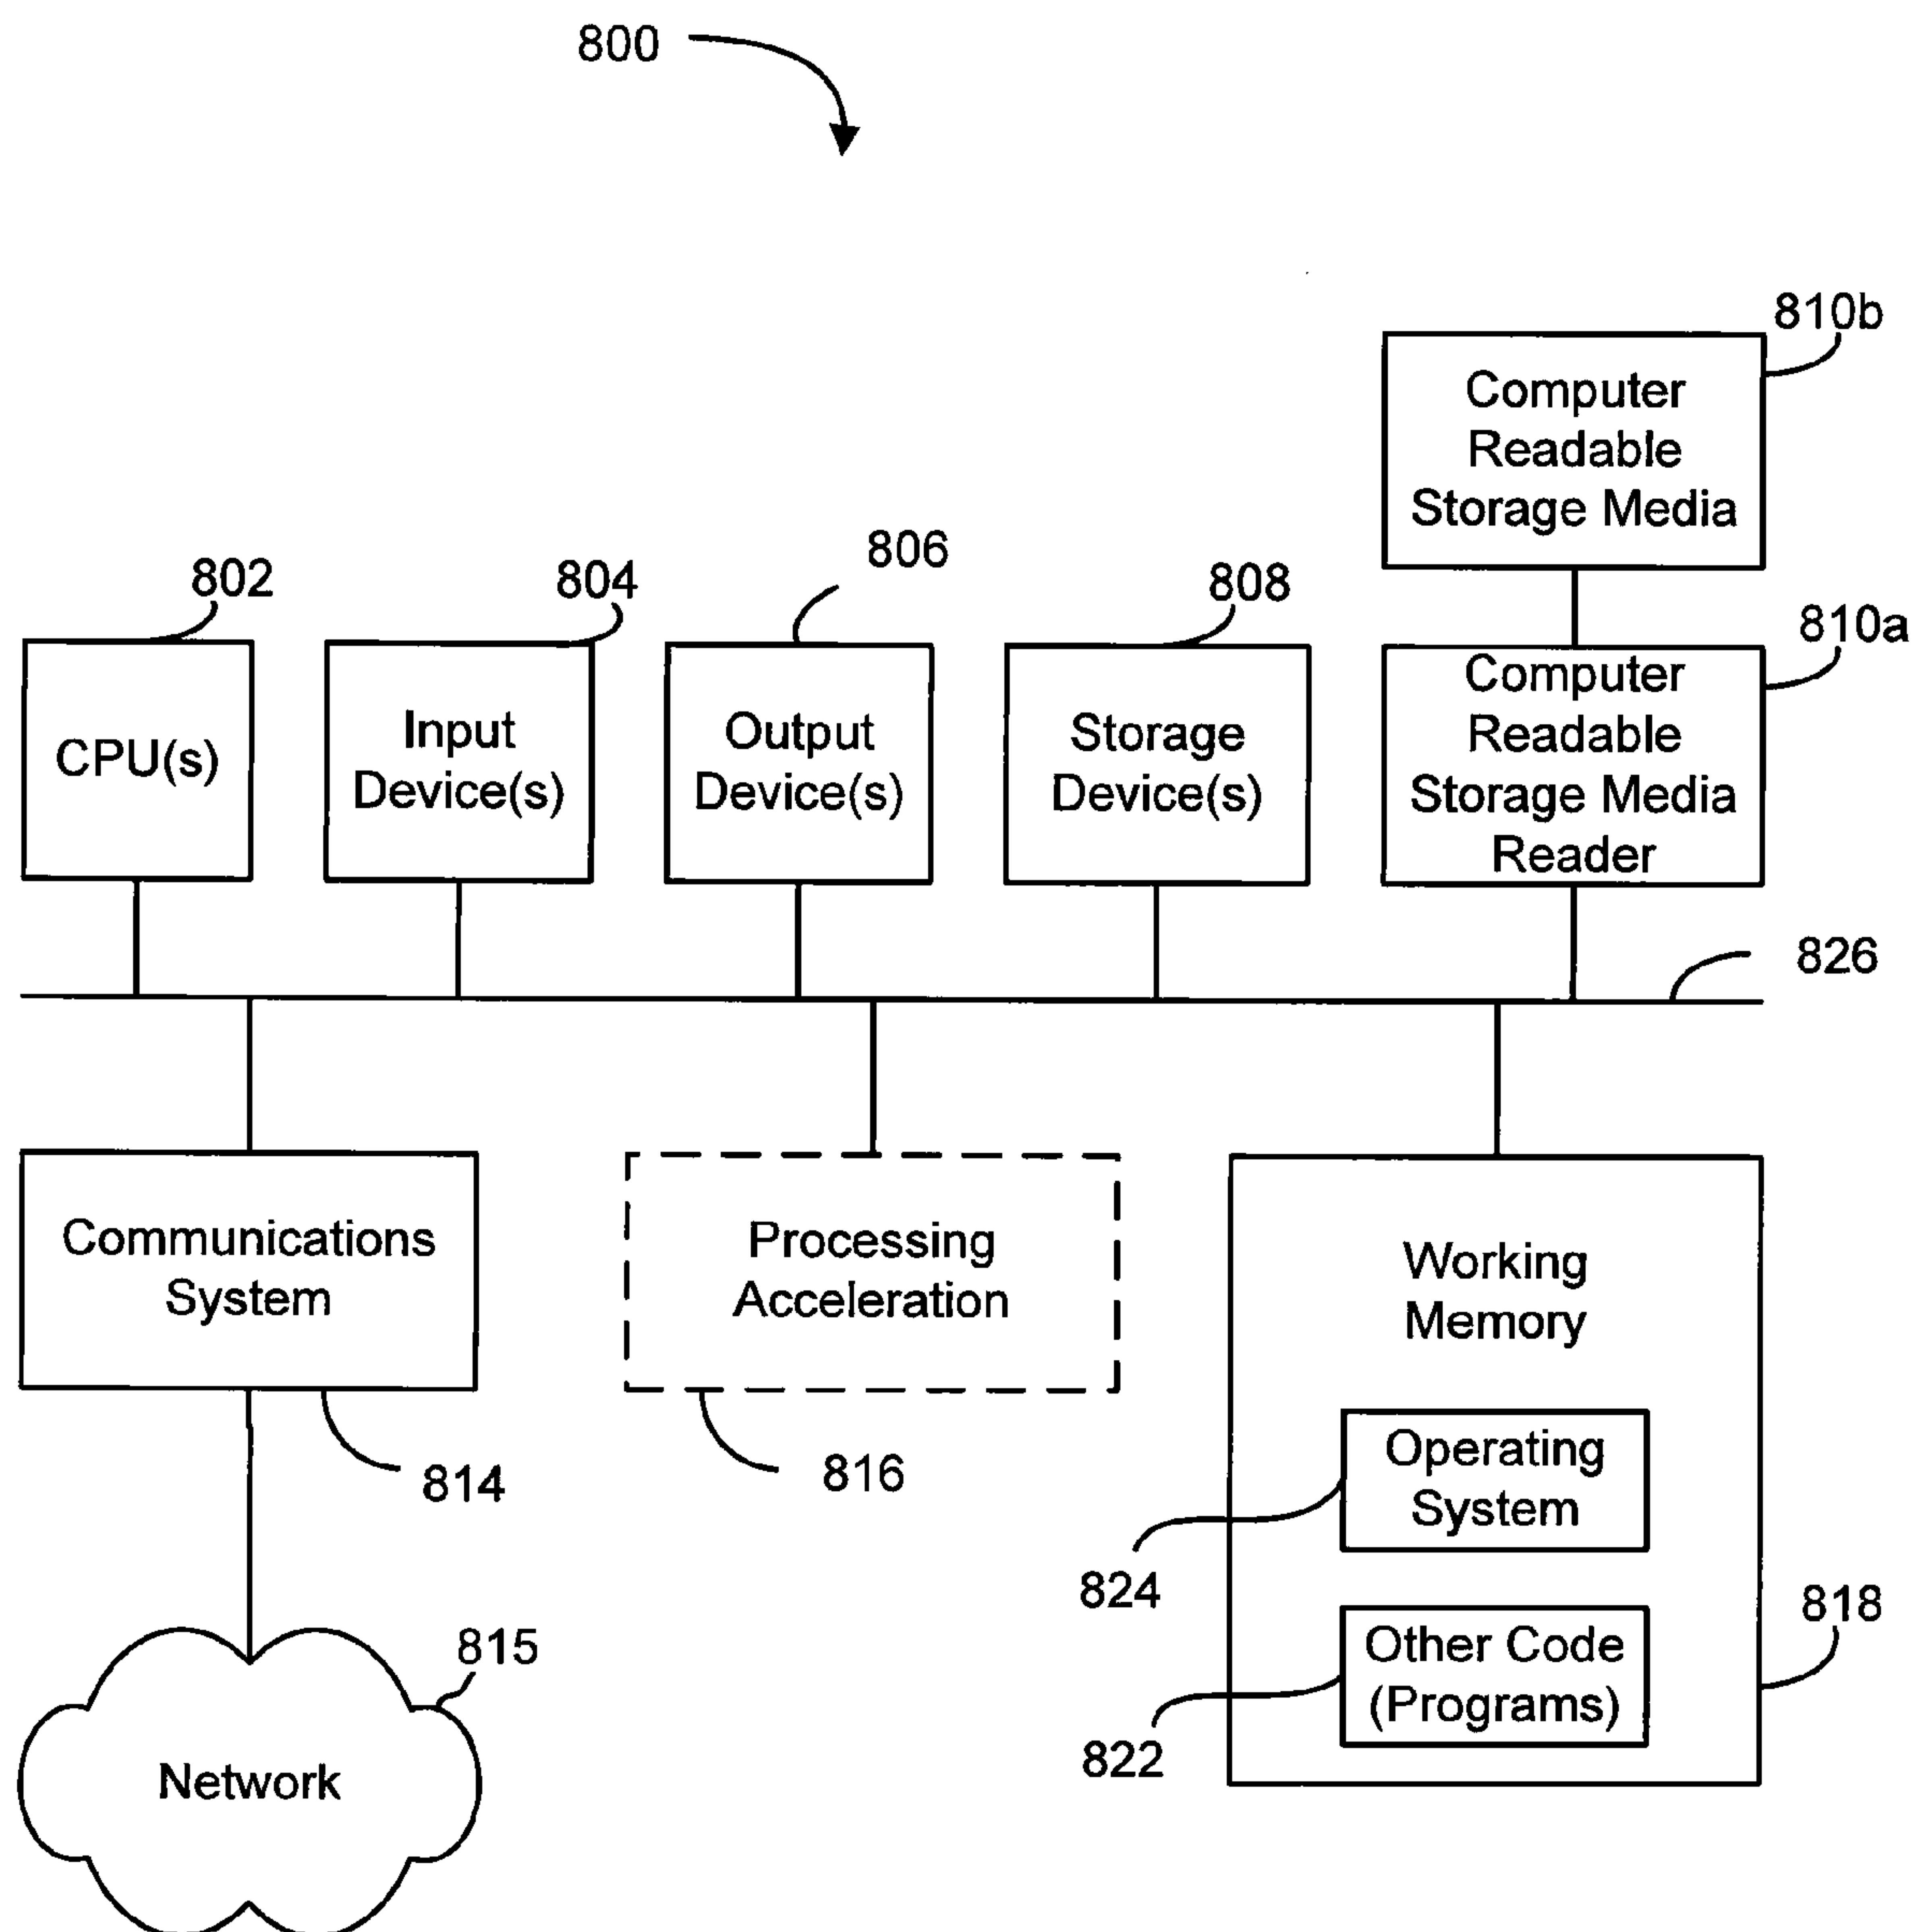 800
810b
Computer
Readable
Storage Media
802
804
806
808
810a
CPU(s)
Input
Device(s)
Output
Device(s)
Storage
Device(s)
Computer
Readable
Storage Media
Reader
826
Communications
System
814
Processing
Acceleration
816
Working
Memory
Operating
System
824
Other Code
(Programs)
822
818
815
Network